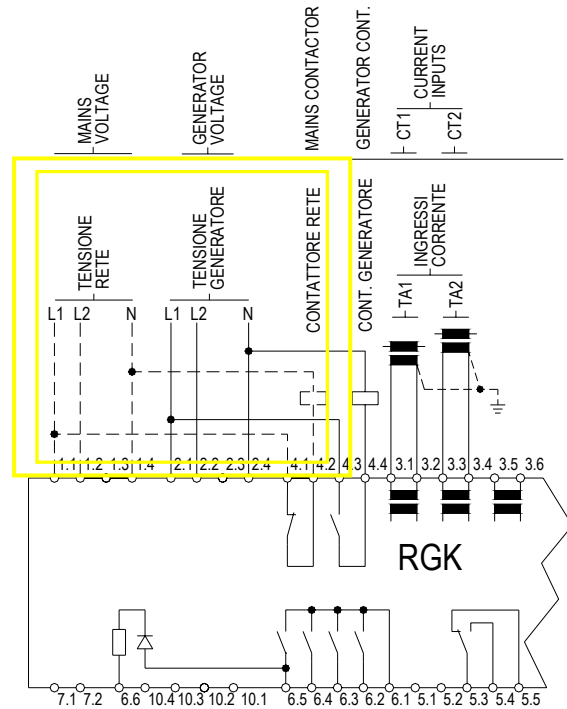 MAINS
VOLTAGE
GENERATOR
VOLTAGE
MAINS CONTACTOR
GENERATOR CONT.
CURRENT
INPUTS
CT1
CT2
TENSIONE
RETE
TENSIONE
GENERATORE
CONTATTORE RETE
CONT. GENERATORE
INGRESSI
CORRENTE
TA1
TA2
L1 L2 N L1 L2 N
1.1 1.2 1.3 1.4 2.1 2.2 2.3 2.4 4.1 4.2 4.3 4.4 3.1 3.2 3.3 3.4 3.5 3.6
RGK
7.1 7.2 6.6 10.4 10.3 10.2 10.1 6.5 6.4 6.3 6.2 6.1 5.1 5.2 5.3 5.4 5.5